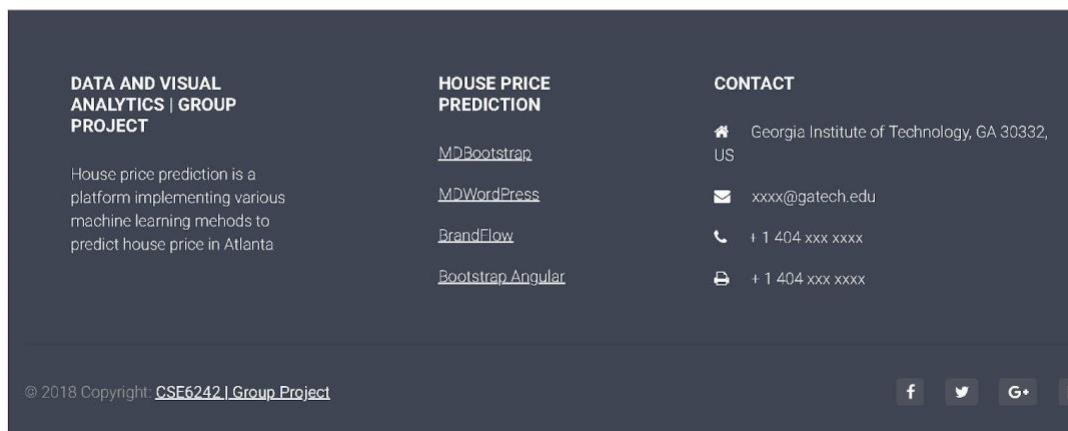 DATA AND VISUAL
ANALYTICS | GROUP
PROJECT
House price prediction is a
platform implementing various
machine learning mehods to
predict house price in Atlanta
HOUSE PRICE
PREDICTION
MDBootstrap
MDWordPress
BrandFlow
Bootstrap Angular
CONTACT
Georgia Institute of Technology, GA 30332,
US
xxxx@gatech.edu
+ 1 404 xxx xxxx
+ 1 404 xxx xxxx
© 2018 Copyright: CSE6242 | Group Project
f G+